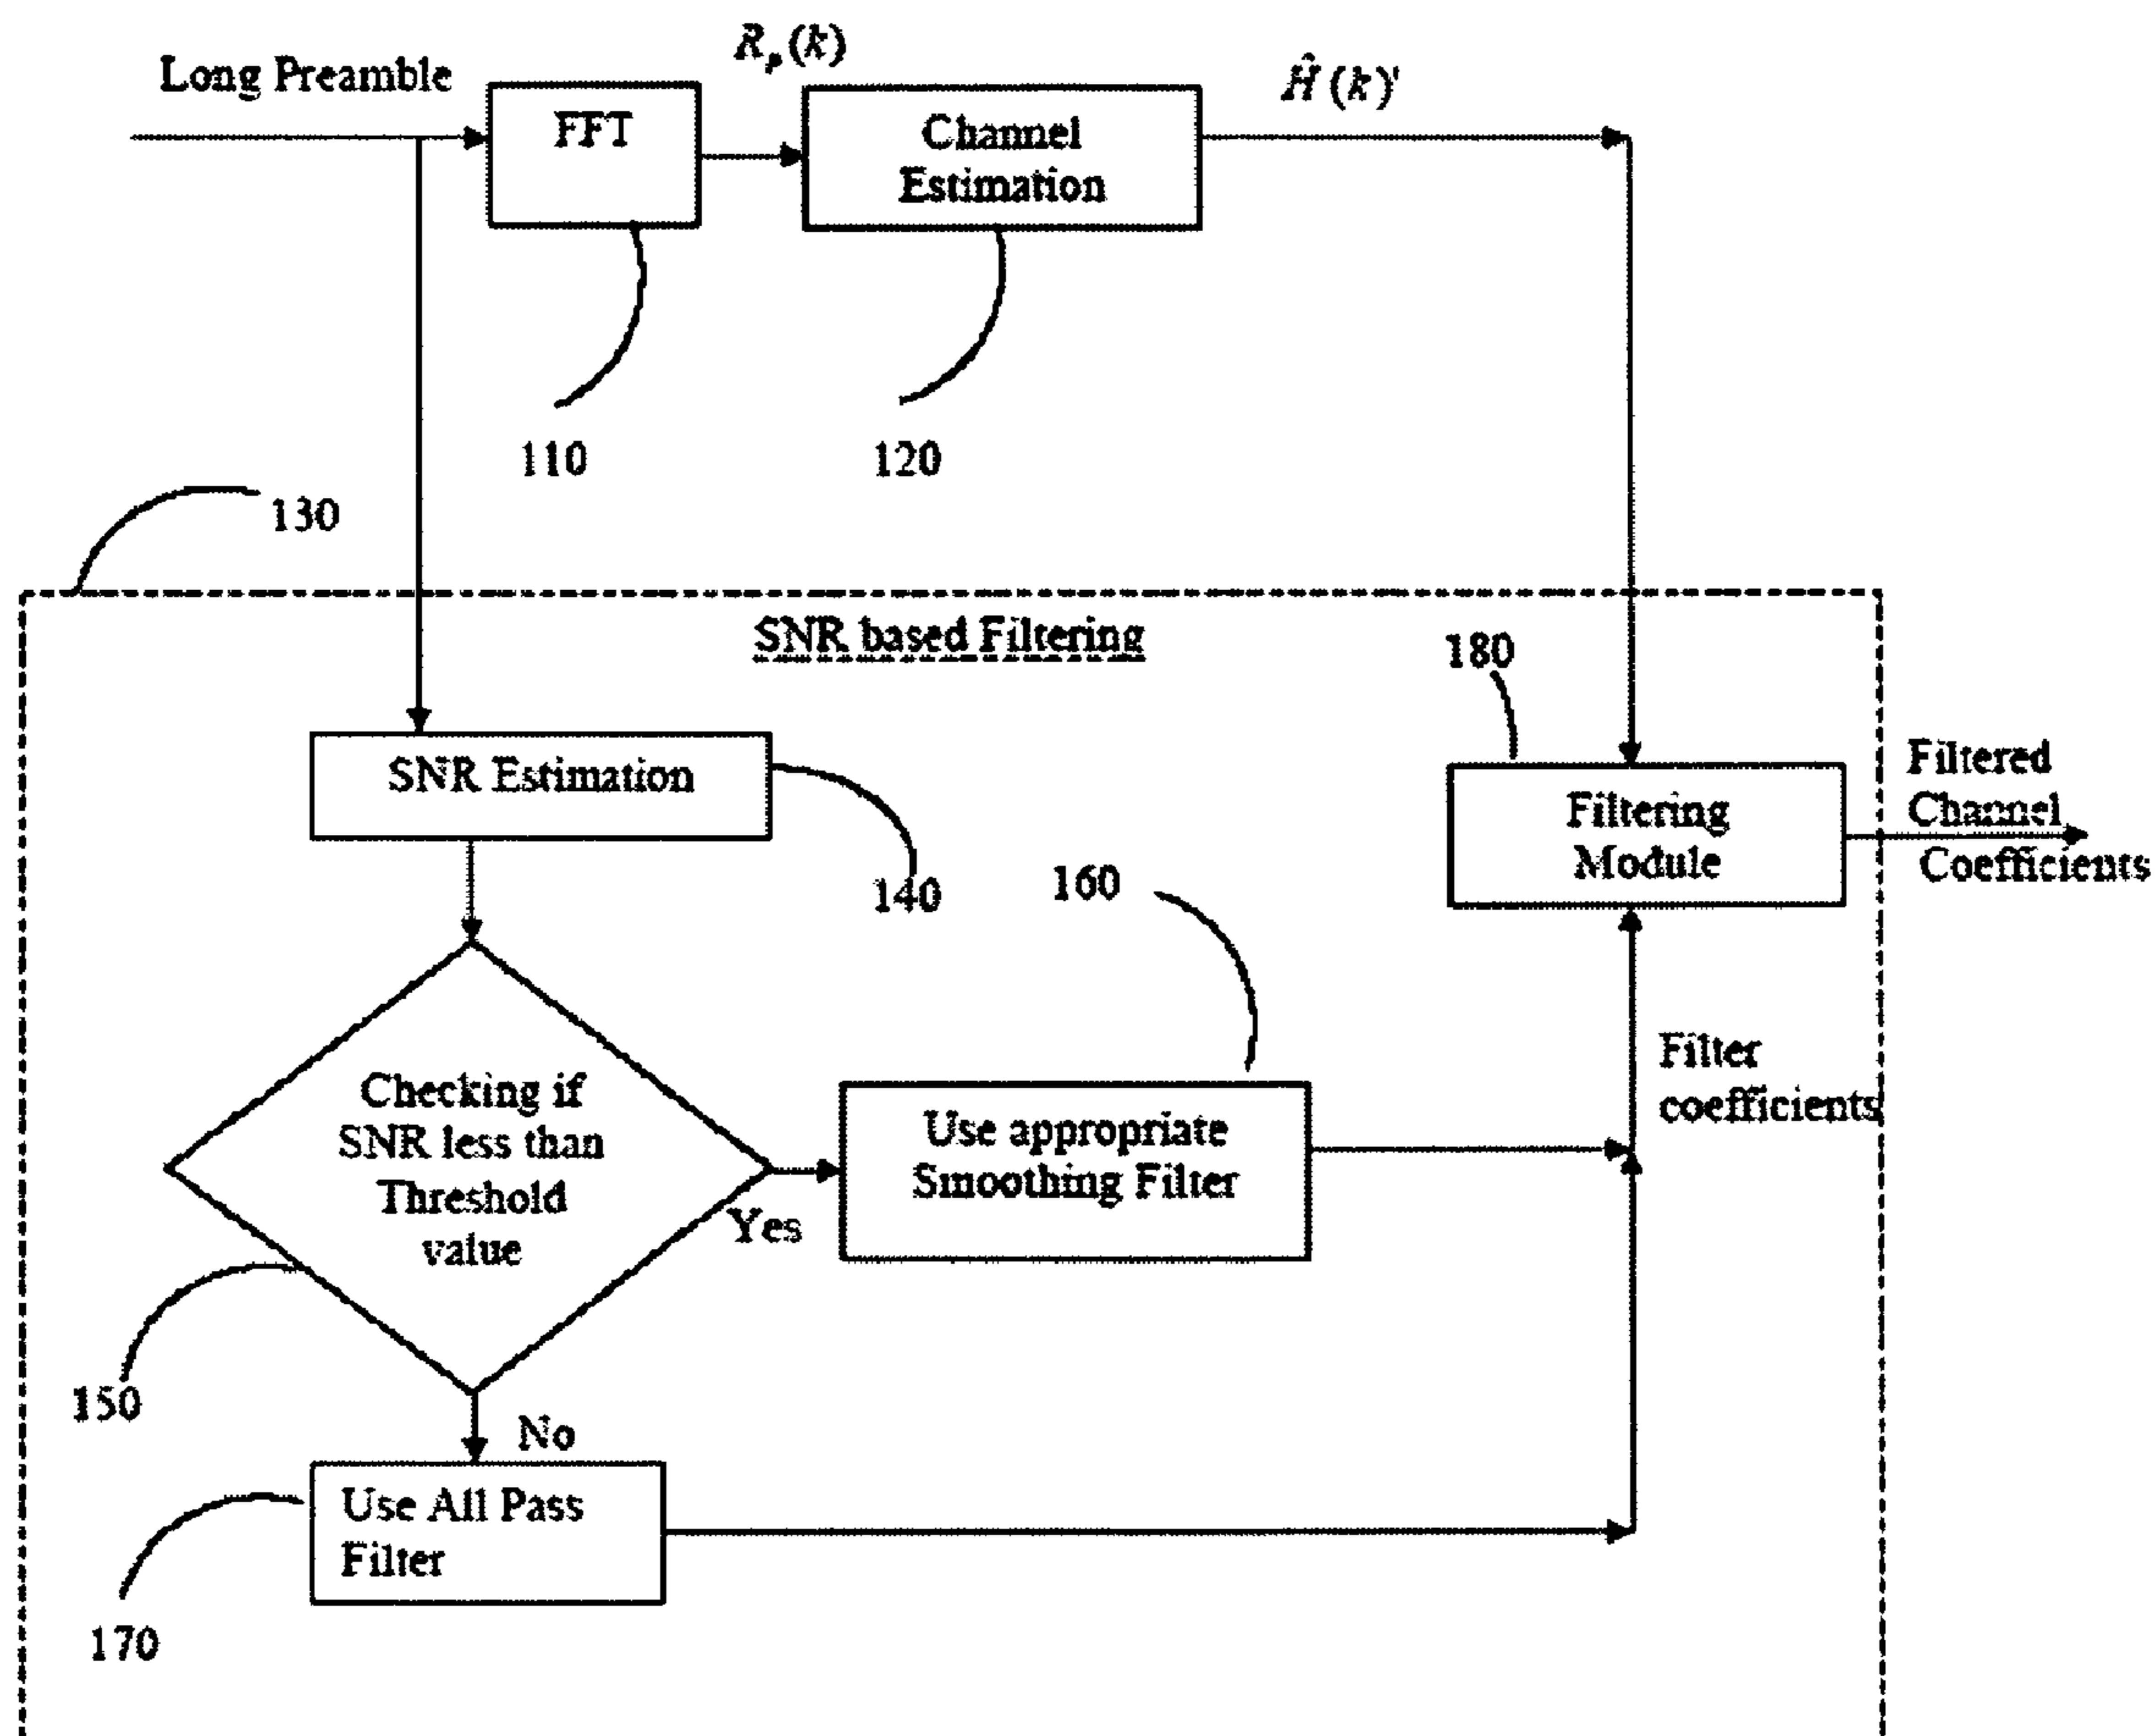 Long Preamble
R_p(k)
Ĥ(k)'
FFT
Channel
Estimation
110
120
130
SNR based Filtering
180
SNR Estimation
140
160
Filtering
Module
Filtered
Channel
Coefficients
Filter
coefficients
Checking if
SNR less than
Threshold
value
Yes
Use appropriate
Smoothing Filter
150
No
Use All Pass
Filter
170